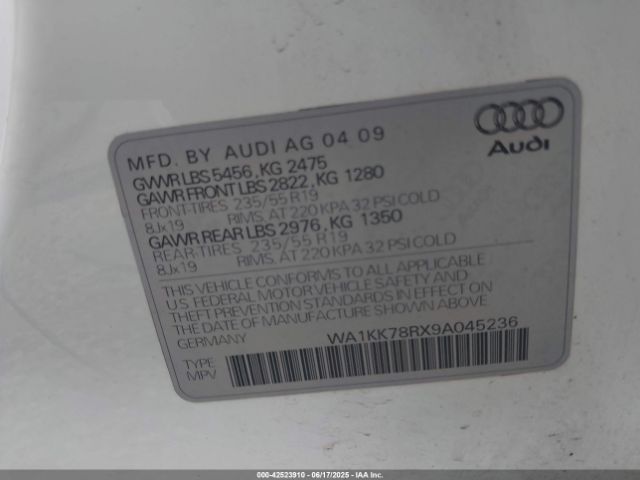 MFD. BY AUDI AG 04 09
GVWR LBS 5456, KG 2475
GAWR FRONT LBS 2822, KG 1280
FRONT-TIRES 235/55 R19
8Jx19 RIMS, AT 220 KPA 32 PSI COLD
GAWR REAR LBS 2976, KG 1350
REAR-TIRES 235/55 R19
8Jx19 RIMS, AT 220 KPA 32 PSI COLD
THIS VEHICLE CONFORMS TO ALL APPLICABLE
U.S. FEDERAL MOTOR VEHICLE SAFETY AND
THEFT PREVENTION STANDARDS IN EFFECT ON
THE DATE OF MANUFACTURE SHOWN ABOVE
GERMANY WA1KK78RX9A045236
TYPE
MPV
Audi
000-42523910 - 06/17/2025 - IAA Inc.